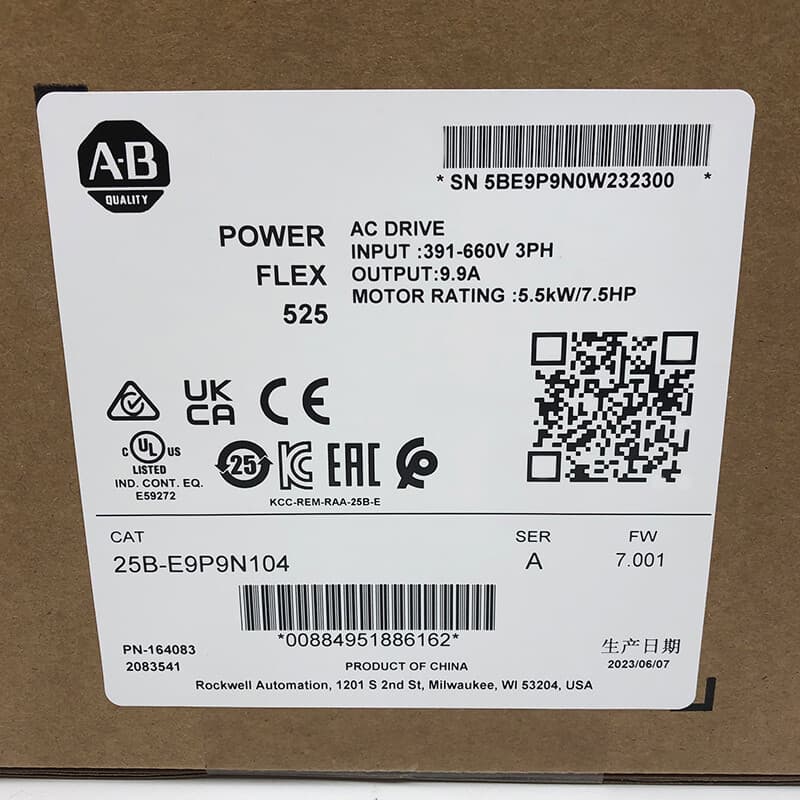 A-B
QUALITY
* SN 5BE9P9N0W232300 *
POWER
FLEX
525
AC DRIVE
INPUT :391-660V 3PH
OUTPUT:9.9A
MOTOR RATING :5.5kW/7.5HP
UK
CA
CE
C UL US
LISTED
IND. CONT. EQ.
E59272
25
KC
EAC
KCC-REM-RAA-25B-E
CAT
25B-E9P9N104
SER
A
FW
7.001
*00884951886162*
PN-164083
2083541
生产日期
2023/06/07
PRODUCT OF CHINA
Rockwell Automation, 1201 S 2nd St, Milwaukee, WI 53204, USA